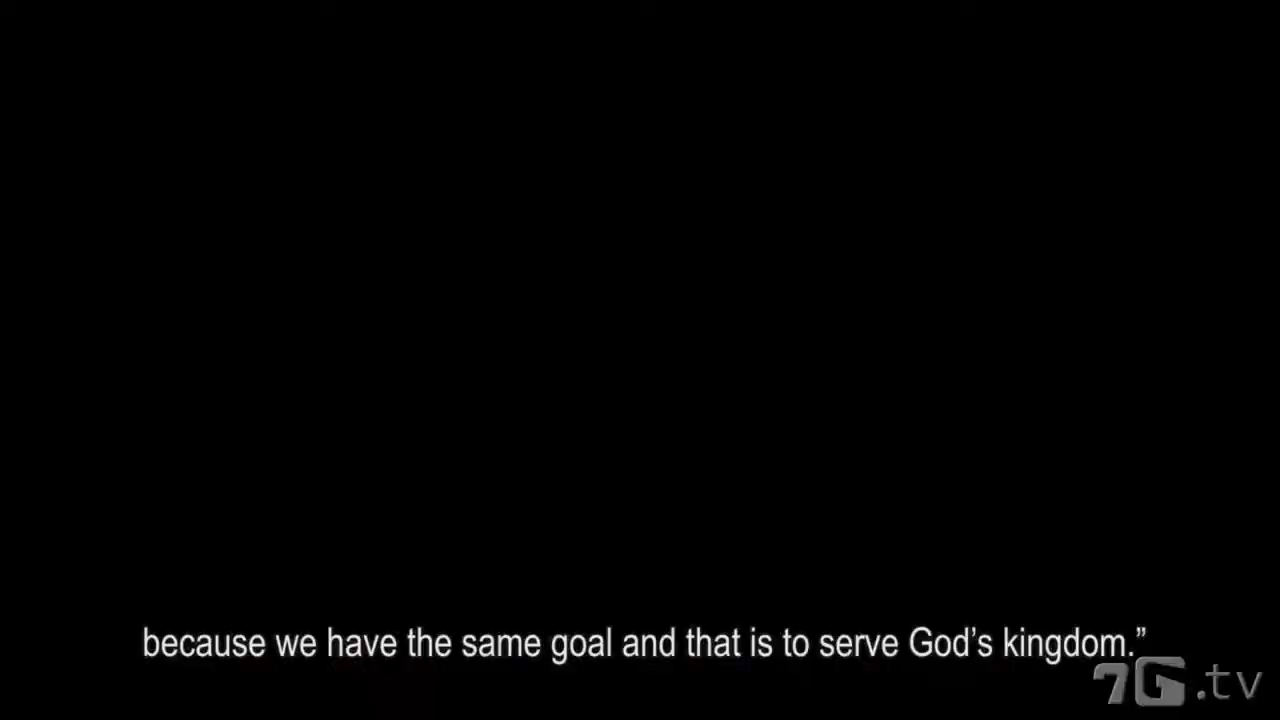 because we have the same goal and that is to serve God’s kingdom.”
7G.tv